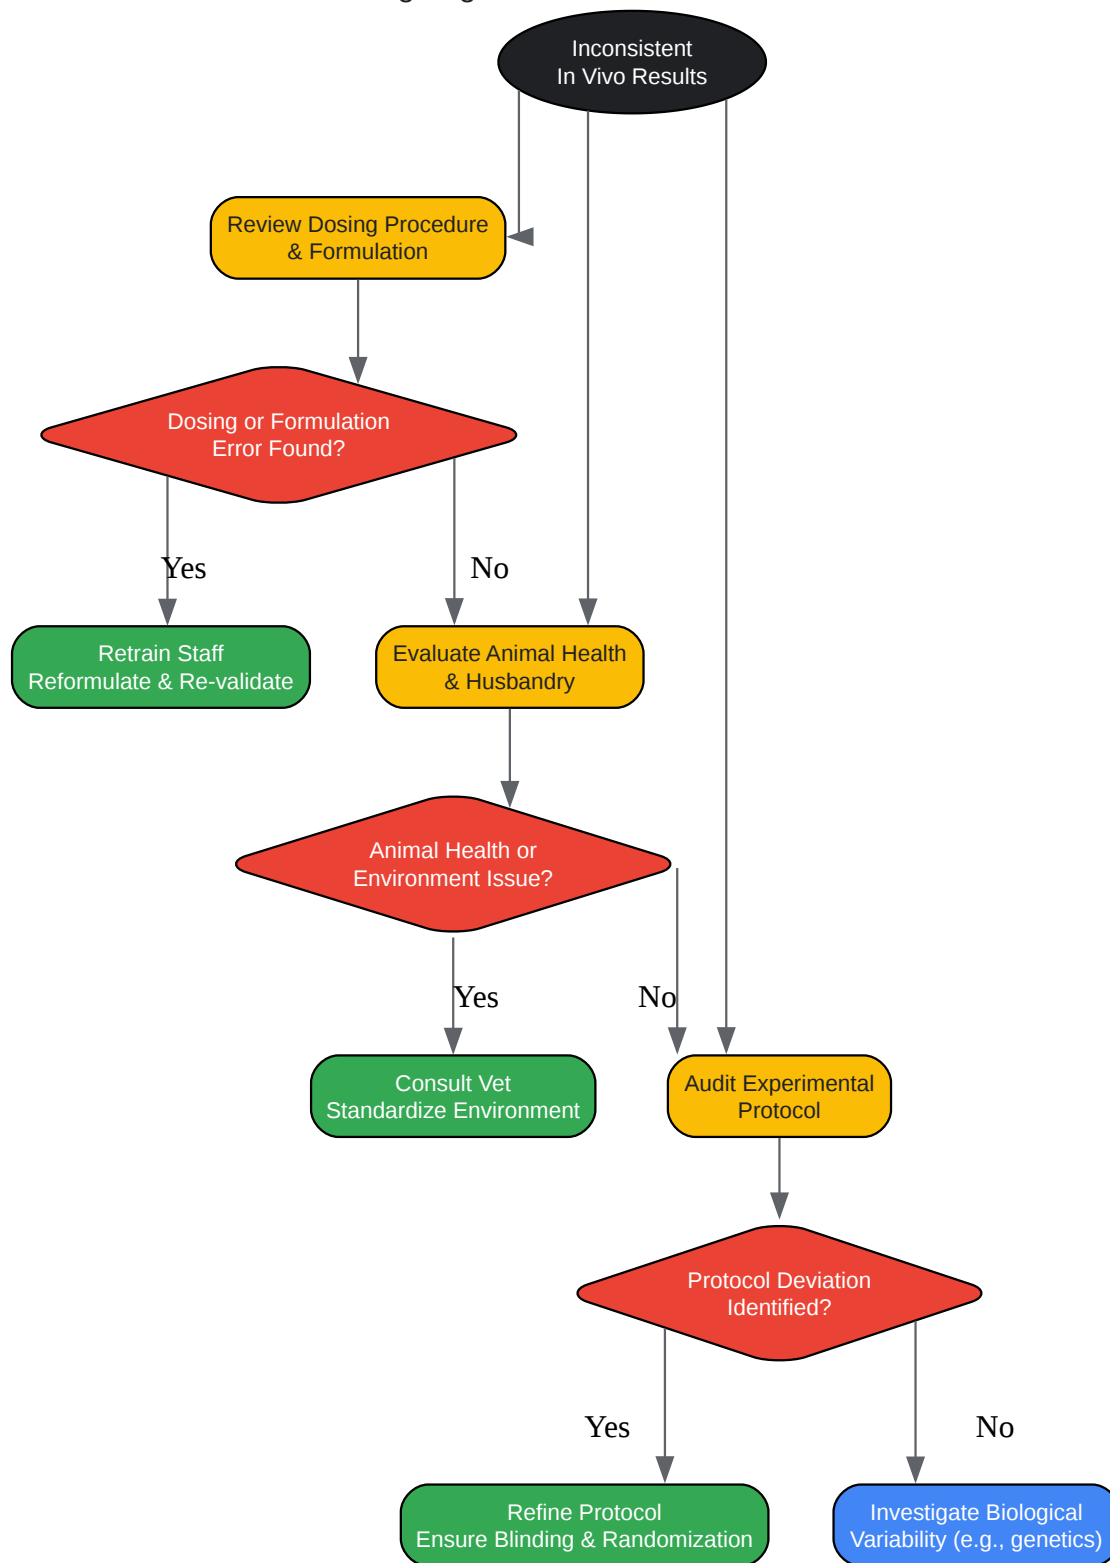 Inconsistent
In Vivo Results
Review Dosing Procedure
& Formulation
Dosing or Formulation
Error Found?
Yes
No
Retrain Staff
Reformulate & Re-validate
Evaluate Animal Health
& Husbandry
Animal Health or
Environment Issue?
Yes
No
Consult Vet
Standardize Environment
Audit Experimental
Protocol
Protocol Deviation
Identified?
Yes
No
Refine Protocol
Ensure Blinding & Randomization
Investigate Biological
Variability (e.g., genetics)